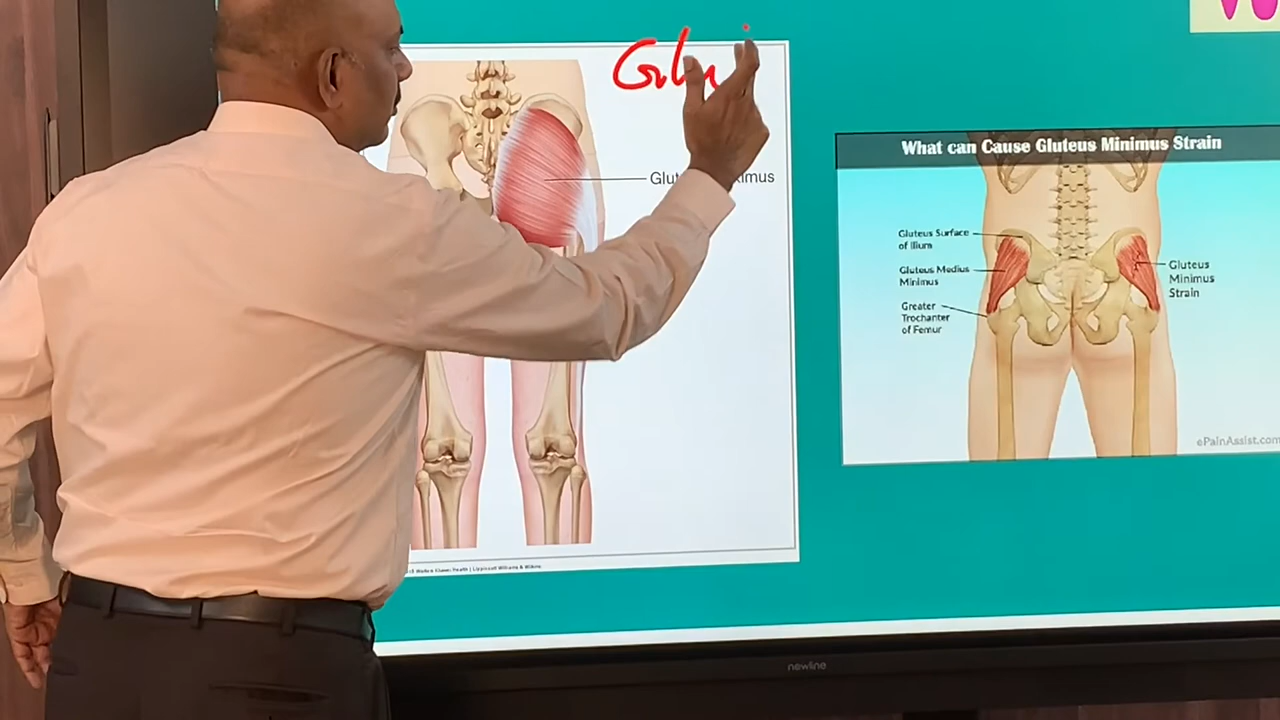 What can Cause Gluteus Minimus Strain
Gluteus Surface
of Ilium
Gluteus Medius
Minimus
Greater
Trochanter
of Femur
Gluteus
Minimus
Strain
ePainAssist.com
newline